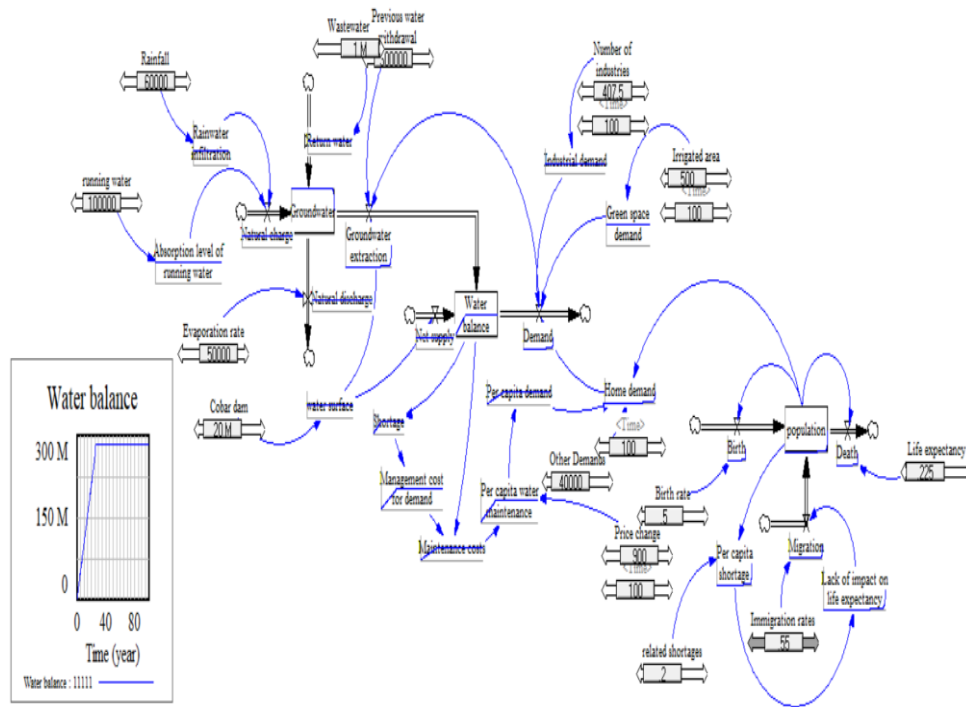 Wastewater
1 M
Previous water
withdrawal
500000
Rainfall
60000
Number of
industries
407.5
<Time>
100
Rainwater
infiltration
Return water
Industrial demand
Irrigated area
500
<Time>
100
running water
100000
Groundwater
Natural charge
Groundwater
extraction
Green space
demand
Absorption level of
running water
Natural discharge
Water
balance
Net supply
Demand
Evaporation rate
50000
Water balance
300 M
150 M
0
0 40 80
Time (year)
Water balance : 11111
Cobar dam
20 M
water surface
Shortage
Per capita demand
Home demand
<Time>
100
population
Birth
Death
Life expectancy
225
Other Demands
40000
Management cost
for demand
Per capita water
maintenance
Birth rate
5
Maintenance costs
Price change
900
<Time>
100
Per capita
shortage
Migration
Lack of impact on
life expectancy
Immigration rates
.55
related shortages
2